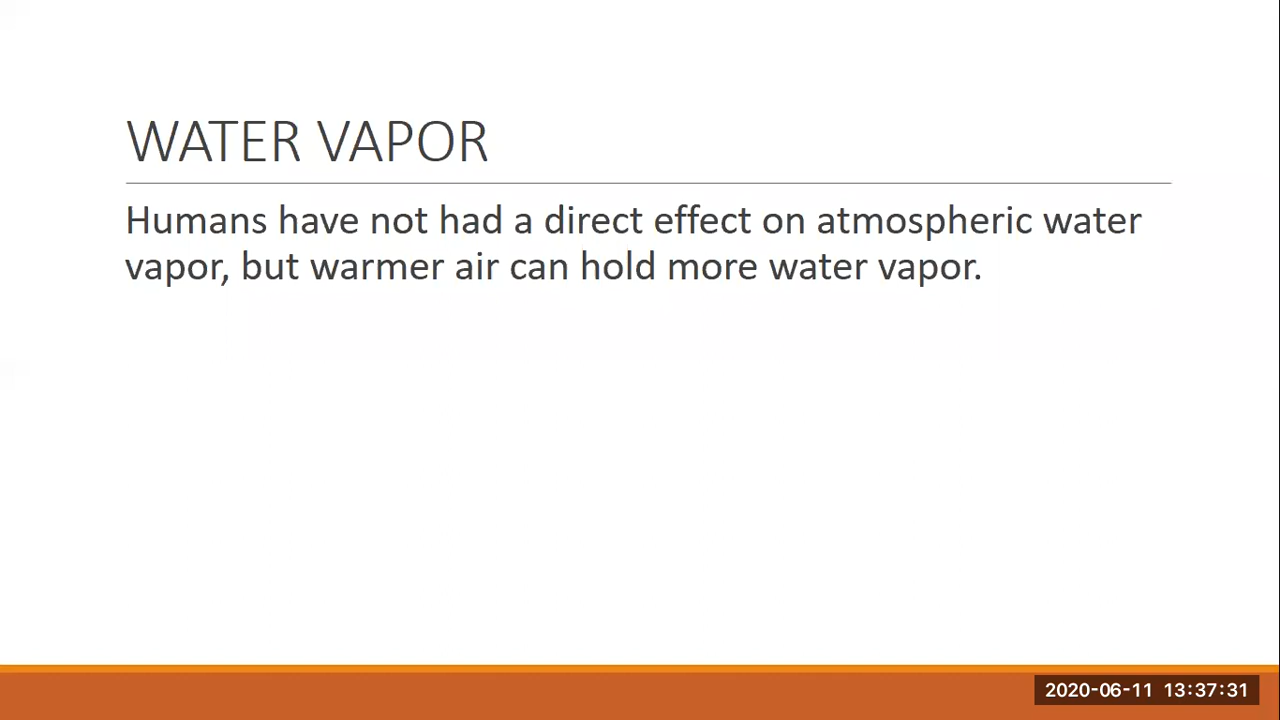 WATER VAPOR
Humans have not had a direct effect on atmospheric water
vapor, but warmer air can hold more water vapor.
2020-06-11 13:37:31